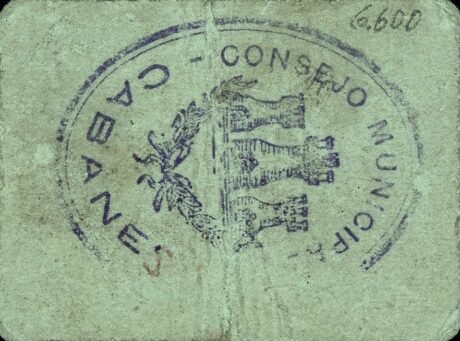 6.600
- CONSEJO MUNICIPAL -
CABANES